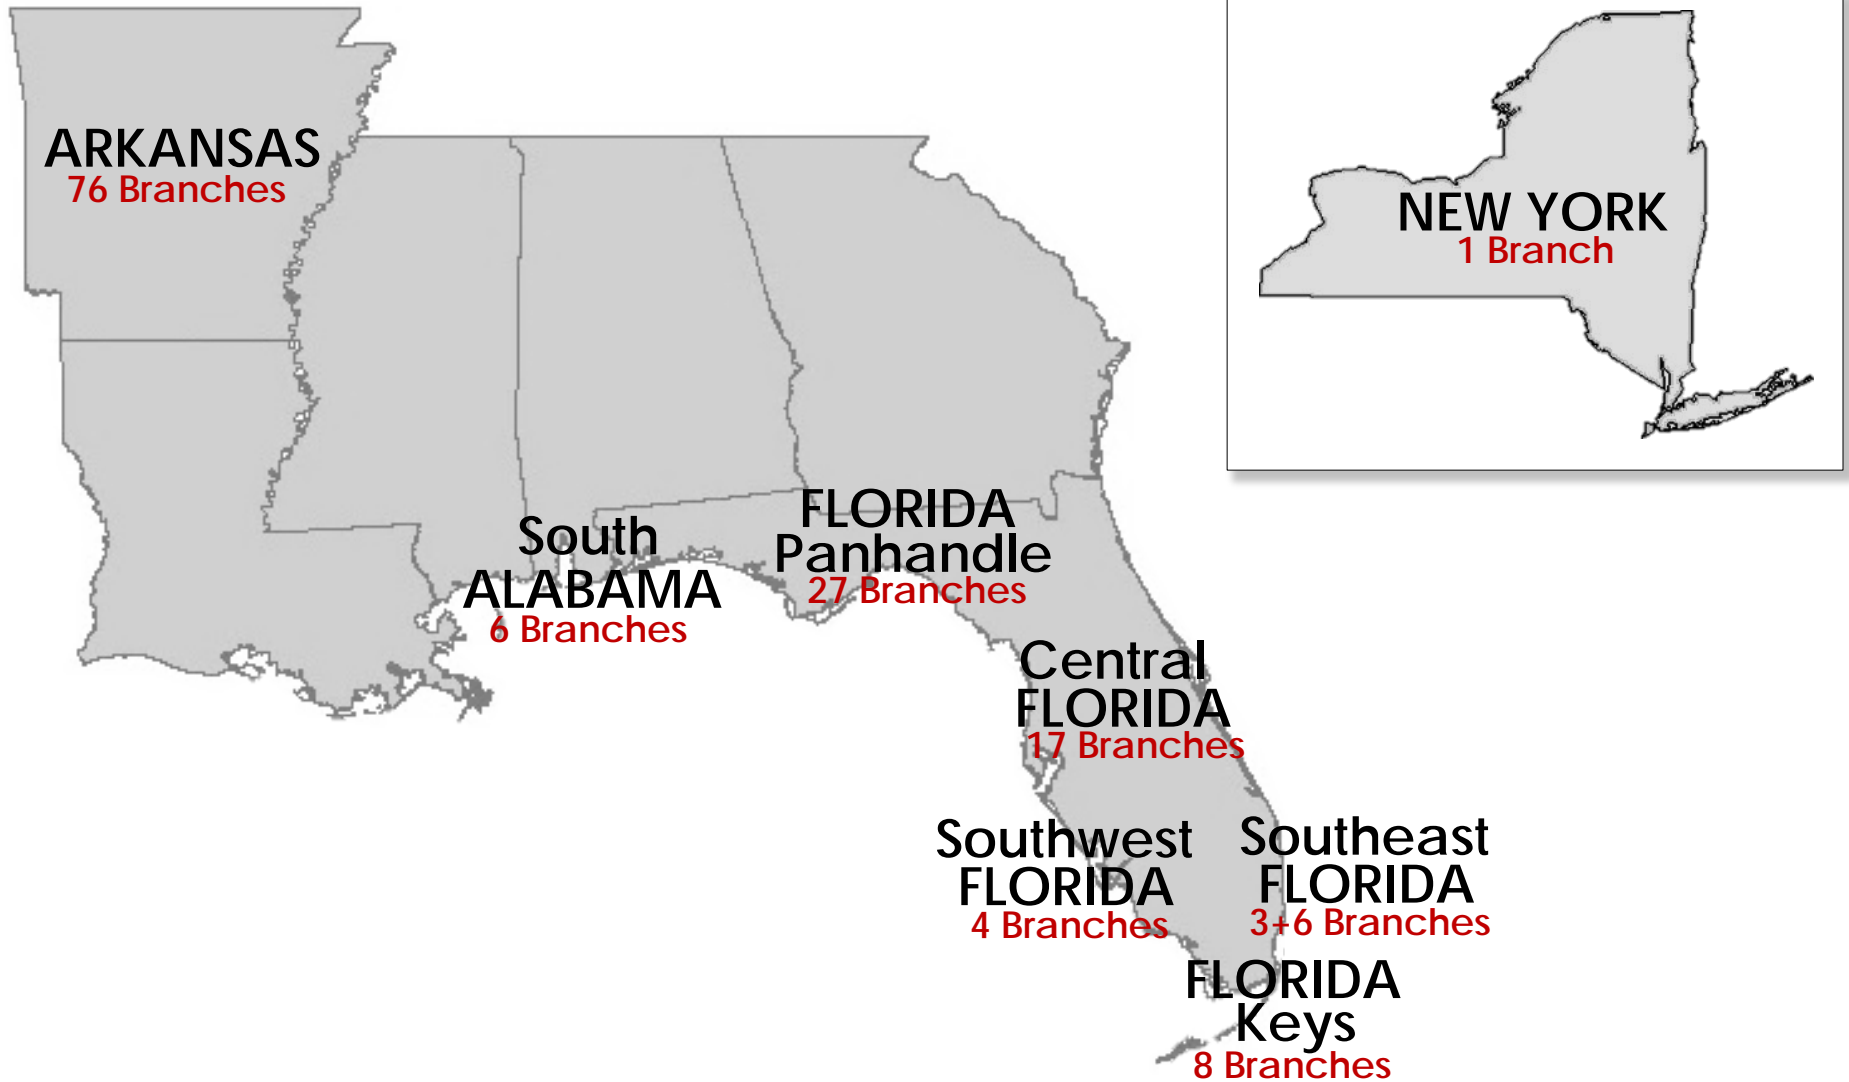 ARKANSAS
76 Branches
NEW YORK
1 Branch
South
ALABAMA
6 Branches
FLORIDA
Panhandle
27 Branches
Central
FLORIDA
17 Branches
Southwest
FLORIDA
4 Branches
Southeast
FLORIDA
3+6 Branches
FLORIDA
Keys
8 Branches